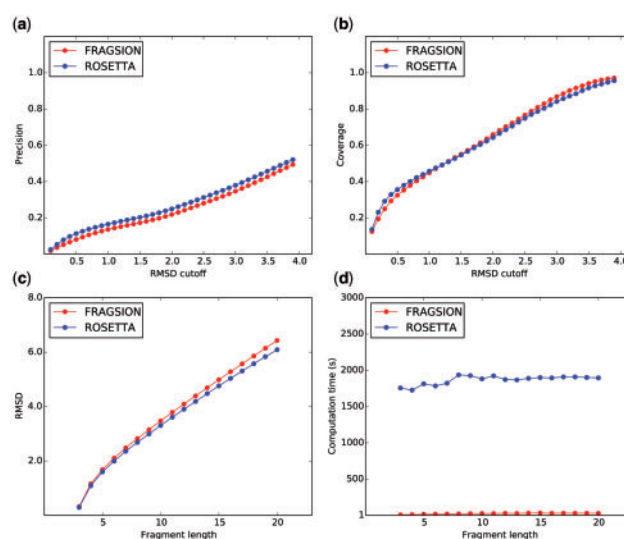 (a)
FRAGSION
ROSETTA
1.0
0.8
0.6
0.4
0.2
Precision
0.5 1.0 1.5 2.0 2.5 3.0 3.5 4.0
RMSD cutoff
(b)
FRAGSION
ROSETTA
1.0
0.8
0.6
0.4
0.2
Coverage
0.5 1.0 1.5 2.0 2.5 3.0 3.5 4.0
RMSD cutoff
(c)
8.0
FRAGSION
ROSETTA
6.0
4.0
2.0
RMSD
5 10 15 20
Fragment length
(d)
3000
FRAGSION
ROSETTA
2500
2000
1500
1000
500
1
Computation time (s)
5 10 15 20
Fragment length